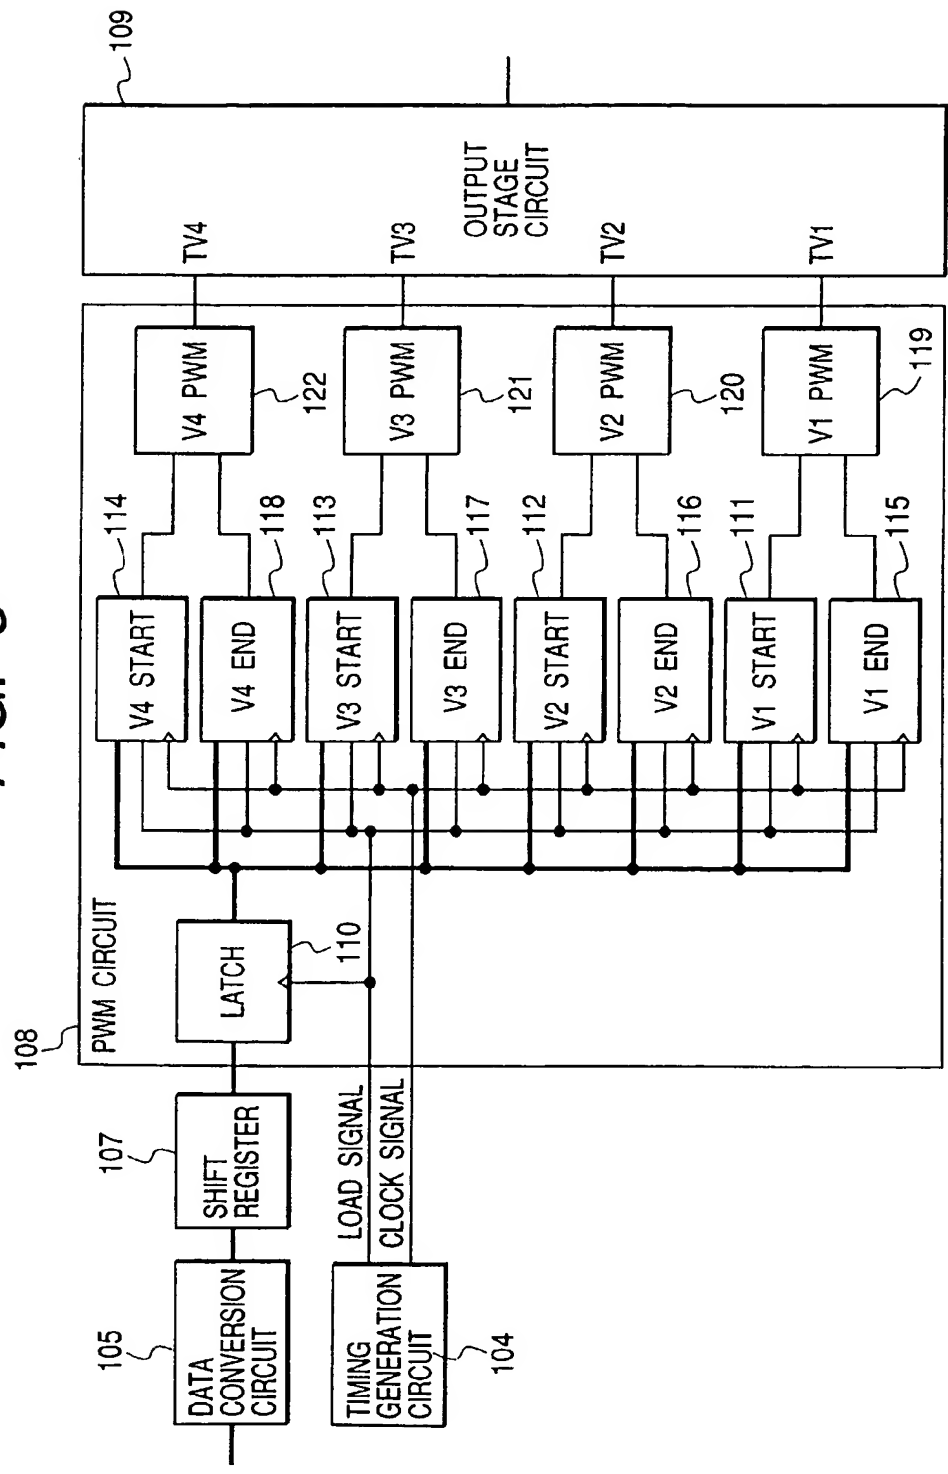 108
PWM CIRCUIT
109
105
DATA
CONVERSION
CIRCUIT
107
SHIFT
REGISTER
LATCH
110
104
TIMING
GENERATION
CIRCUIT
LOAD SIGNAL
CLOCK SIGNAL
V4 START
114
V4 END
118
V3 START
113
V3 END
117
V2 START
112
V2 END
116
V1 START
111
V1 END
115
V4 PWM
122
V3 PWM
121
V2 PWM
120
V1 PWM
119
TV4
TV3
TV2
TV1
OUTPUT
STAGE
CIRCUIT